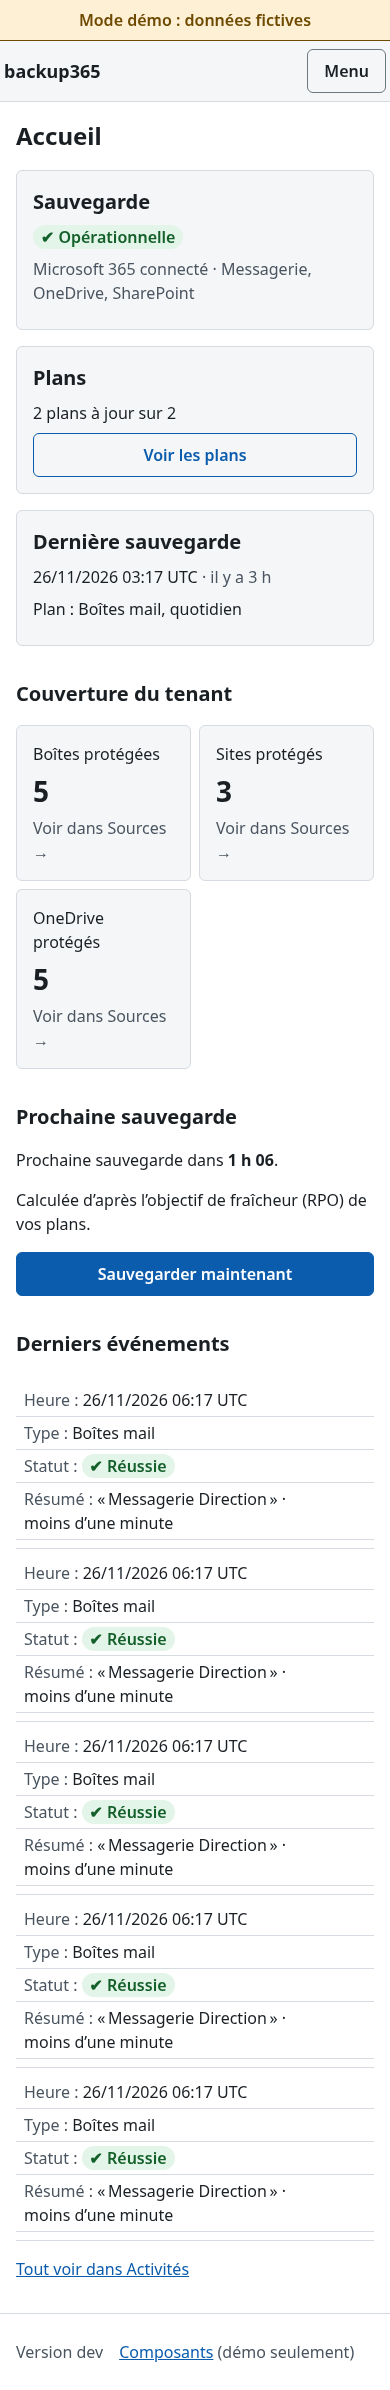 Mode démo : données fictives
backup365
Menu
Accueil
Sauvegarde
✔ Opérationnelle
Microsoft 365 connecté · Messagerie,
OneDrive, SharePoint
Plans
2 plans à jour sur 2
Voir les plans
Dernière sauvegarde
26/11/2026 03:17 UTC · il y a 3 h
Plan : Boîtes mail, quotidien
Couverture du tenant
Boîtes protégées
5
Voir dans Sources
→
Sites protégés
3
Voir dans Sources
→
OneDrive
protégés
5
Voir dans Sources
→
Prochaine sauvegarde
Prochaine sauvegarde dans 1 h 06.
Calculée d’après l’objectif de fraîcheur (RPO) de
vos plans.
Sauvegarder maintenant
Derniers événements
Heure : 26/11/2026 06:17 UTC
Type : Boîtes mail
Statut : ✔ Réussie
Résumé : « Messagerie Direction » ·
moins d’une minute
Heure : 26/11/2026 06:17 UTC
Type : Boîtes mail
Statut : ✔ Réussie
Résumé : « Messagerie Direction » ·
moins d’une minute
Heure : 26/11/2026 06:17 UTC
Type : Boîtes mail
Statut : ✔ Réussie
Résumé : « Messagerie Direction » ·
moins d’une minute
Heure : 26/11/2026 06:17 UTC
Type : Boîtes mail
Statut : ✔ Réussie
Résumé : « Messagerie Direction » ·
moins d’une minute
Heure : 26/11/2026 06:17 UTC
Type : Boîtes mail
Statut : ✔ Réussie
Résumé : « Messagerie Direction » ·
moins d’une minute
Tout voir dans Activités
Version dev Composants (démo seulement)